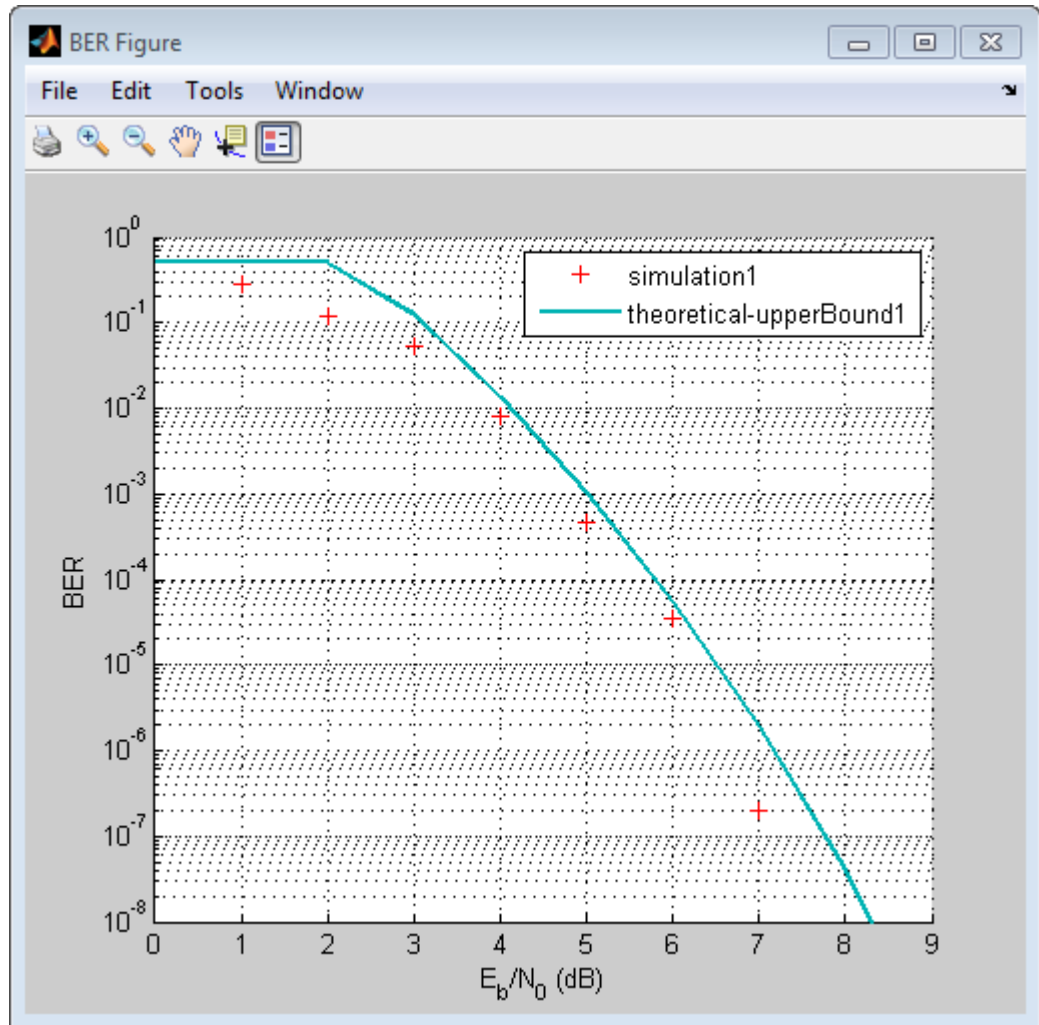 BER Figure
File Edit Tools Window
10^0
10^-1
10^-2
10^-3
10^-4
10^-5
10^-6
10^-7
10^-8
BER
simulation1
theoretical-upperBound1
0 1 2 3 4 5 6 7 8 9
E_b/N_0 (dB)